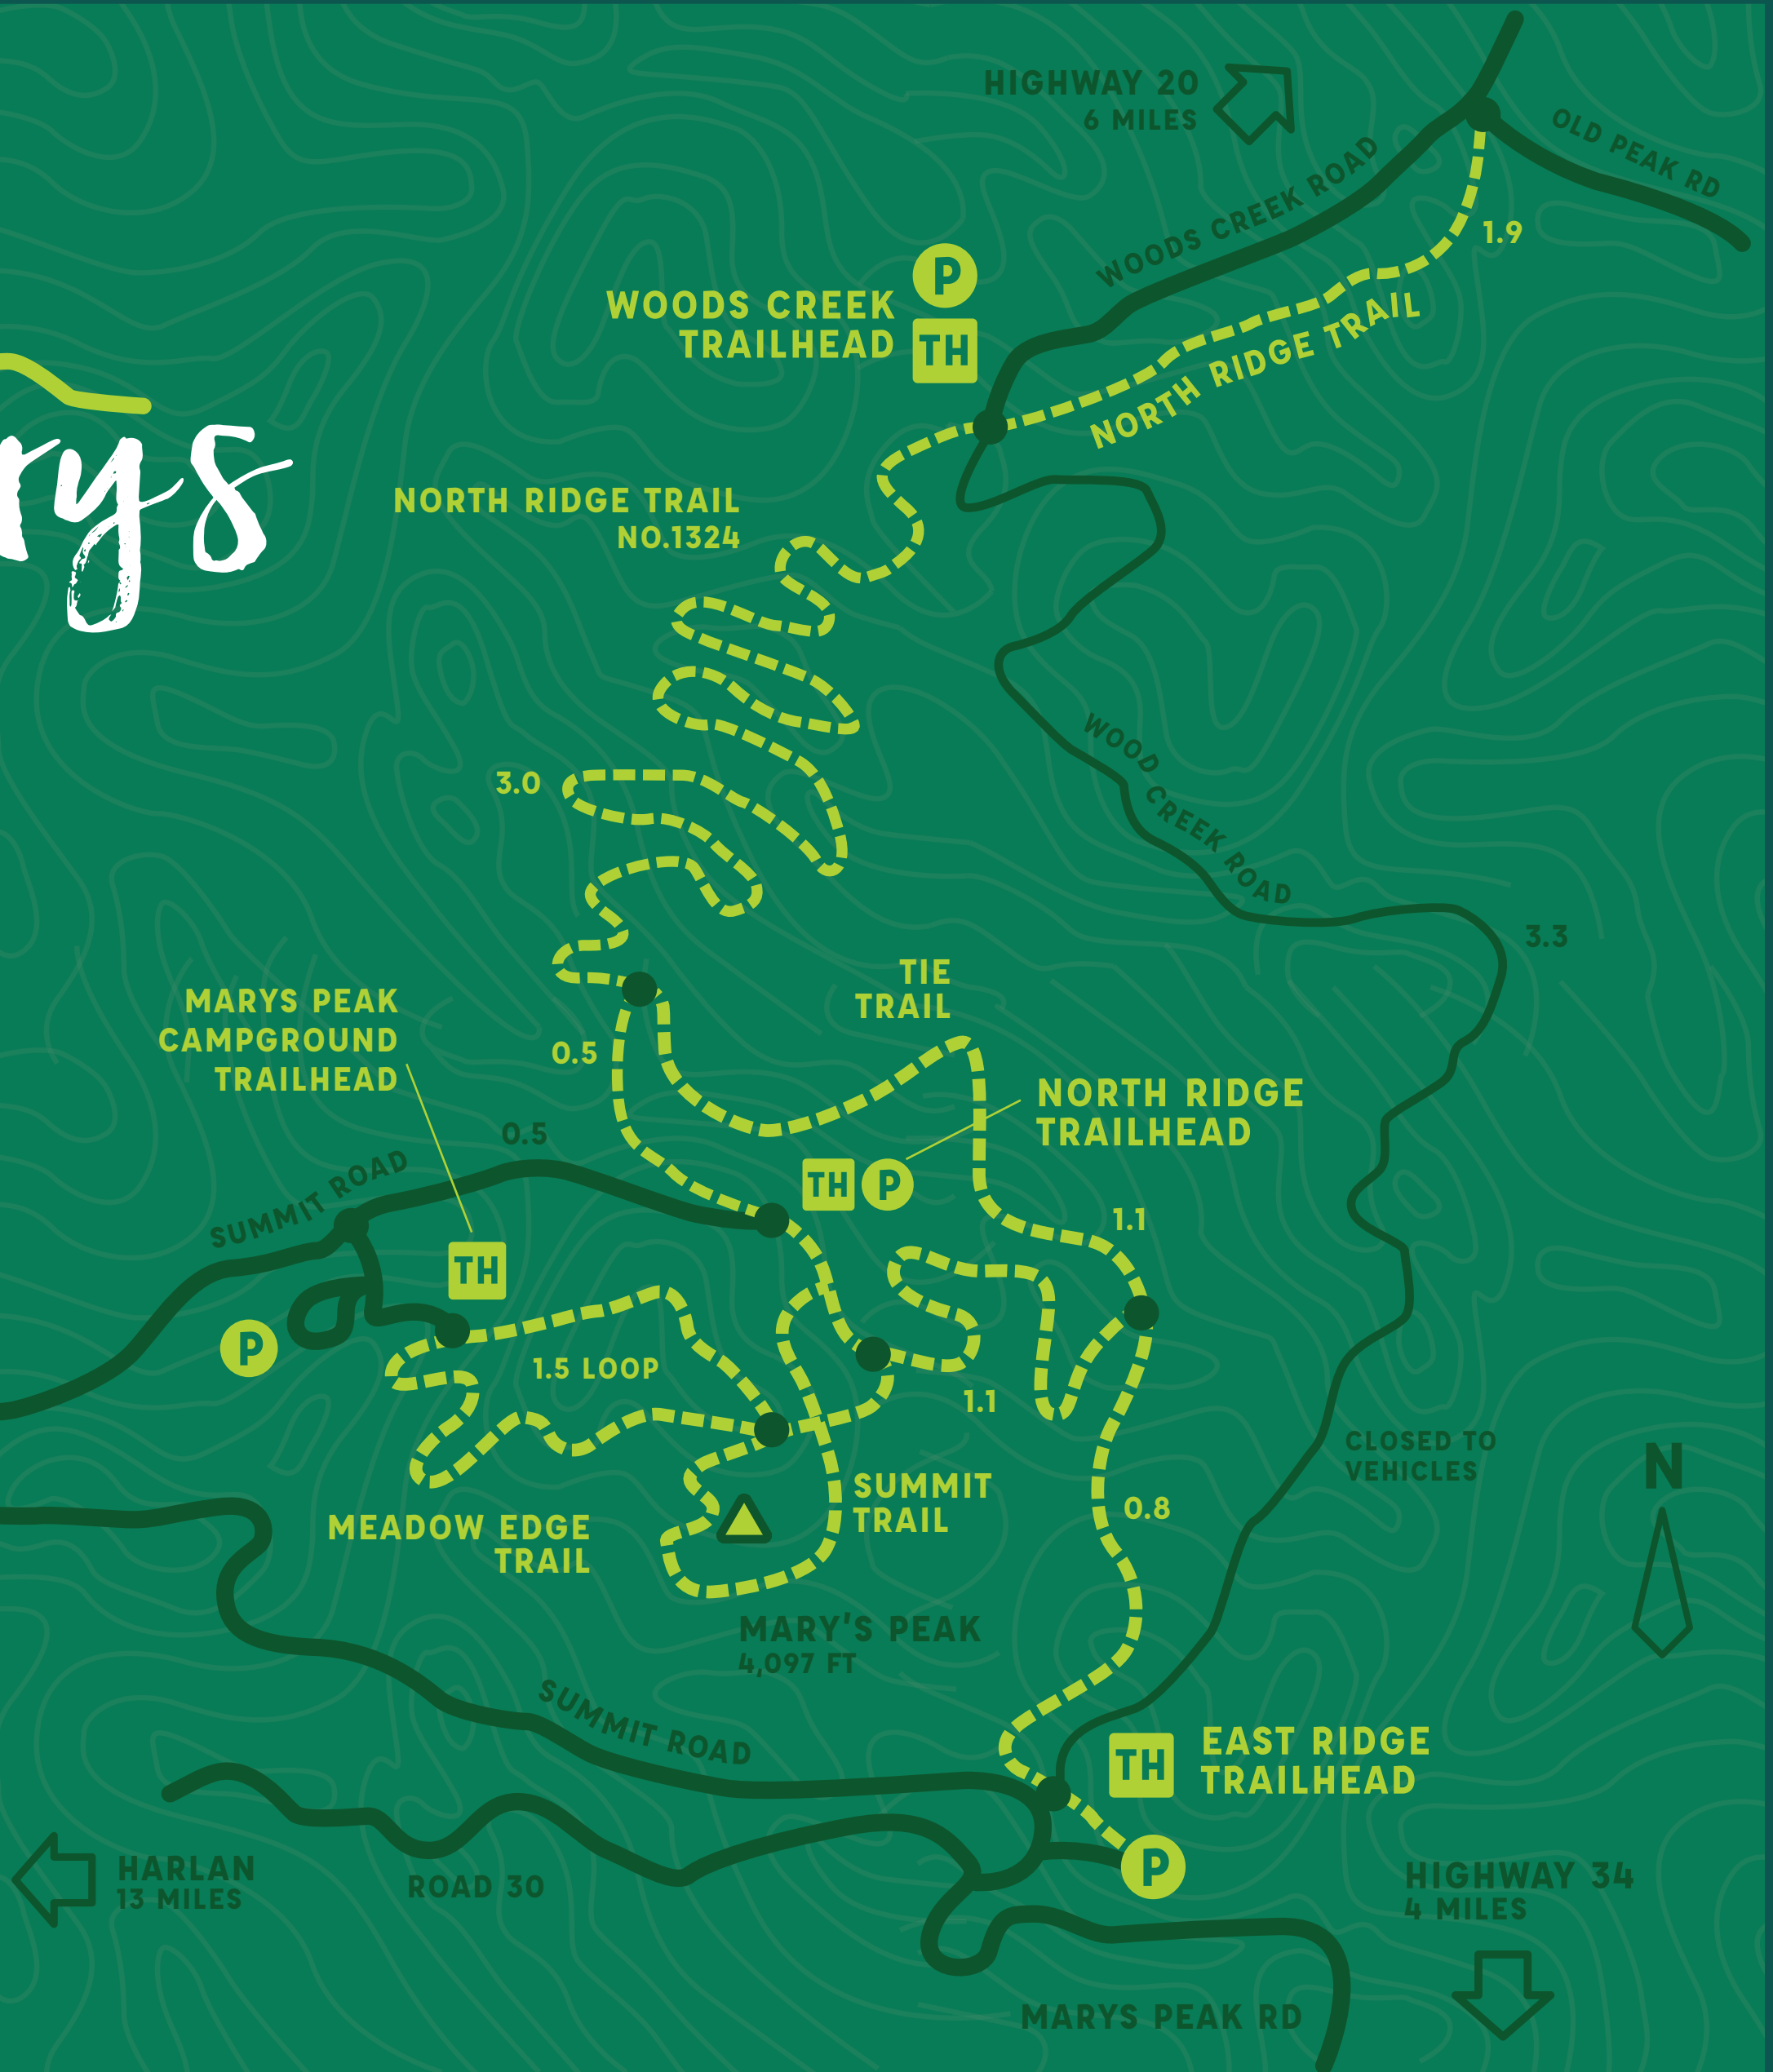 HIGHWAY 20
6 MILES
OLD PEAK RD
WOODS CREEK ROAD
1.9
P
WOODS CREEK
TRAILHEAD
TH
NORTH RIDGE TRAIL
rys
NORTH RIDGE TRAIL
NO.1324
WOOD CREEK ROAD
3.0
3.3
TIE
TRAIL
MARYS PEAK
CAMPGROUND
TRAILHEAD
0.5
NORTH RIDGE
TRAILHEAD
0.5
SUMMIT ROAD
TH P
1.1
TH
P
1.5 LOOP
1.1
CLOSED TO
VEHICLES
N
SUMMIT
TRAIL
0.8
MEADOW EDGE
TRAIL
MARY'S PEAK
4,097 FT
SUMMIT ROAD
TH
EAST RIDGE
TRAILHEAD
P
HARLAN
13 MILES
ROAD 30
HIGHWAY 34
4 MILES
MARYS PEAK RD